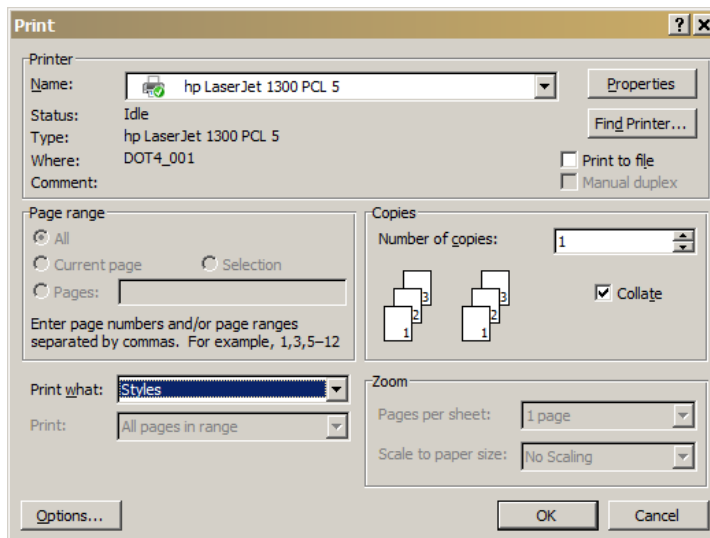 Print
Printer
Name: hp LaserJet 1300 PCL 5 Properties
Status: Idle
Find Printer...
Type: hp LaserJet 1300 PCL 5
Where: DOT4_001 Print to file
Comment: Manual duplex
Page range
All
Current page Selection
Pages:
Enter page numbers and/or page ranges
separated by commas. For example, 1,3,5–12
Copies
Number of copies: 1
3 3
2 2
1 1
Collate
Print what: Styles
Print: All pages in range
Zoom
Pages per sheet: 1 page
Scale to paper size: No Scaling
Options... OK Cancel